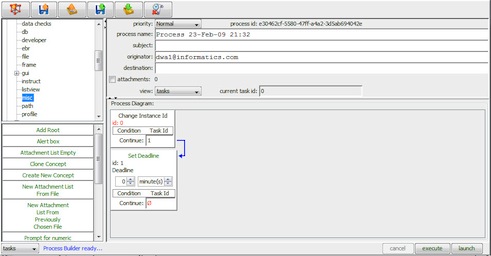 data checks
db
developer
ebr
file
frame
gui
instruct
listview
misc
path
profile
Add Root
Alert box
Attachment List Empty
Clone Concept
Create New Concept
New Attachment List
From File
New Attachment
List From
Previously
Chosen File
Prompt for numeric
priority: Normal process id: e30462cf-5580-47ff-a4a2-3d5ab694042e
process name: Process 23-Feb-09 21:32
subject:
originator: dwa1@informatics.com
destination:
attachments: 0
view: tasks current task id: 0
Process Diagram:
Change Instance Id
id: 0
Condition Task Id
Continue: 1
Set Deadline
id: 1
Deadline
0 minute(s)
Condition Task Id
Continue: Ø
tasks Process Builder ready... cancel execute launch